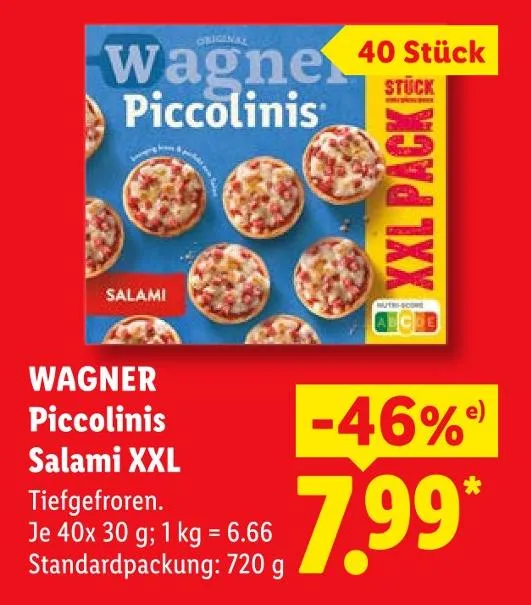 40 Stück
ORIGINAL
Wagner
Piccolinis
STÜCK
XXL PACK
SALAMI
NUTRI-SCORE
A B C D E
WAGNER
Piccolinis
Salami XXL
-46%e)
Tiefgefroren.
Je 40x 30 g; 1 kg = 6.66
Standardpackung: 720 g
7.99*